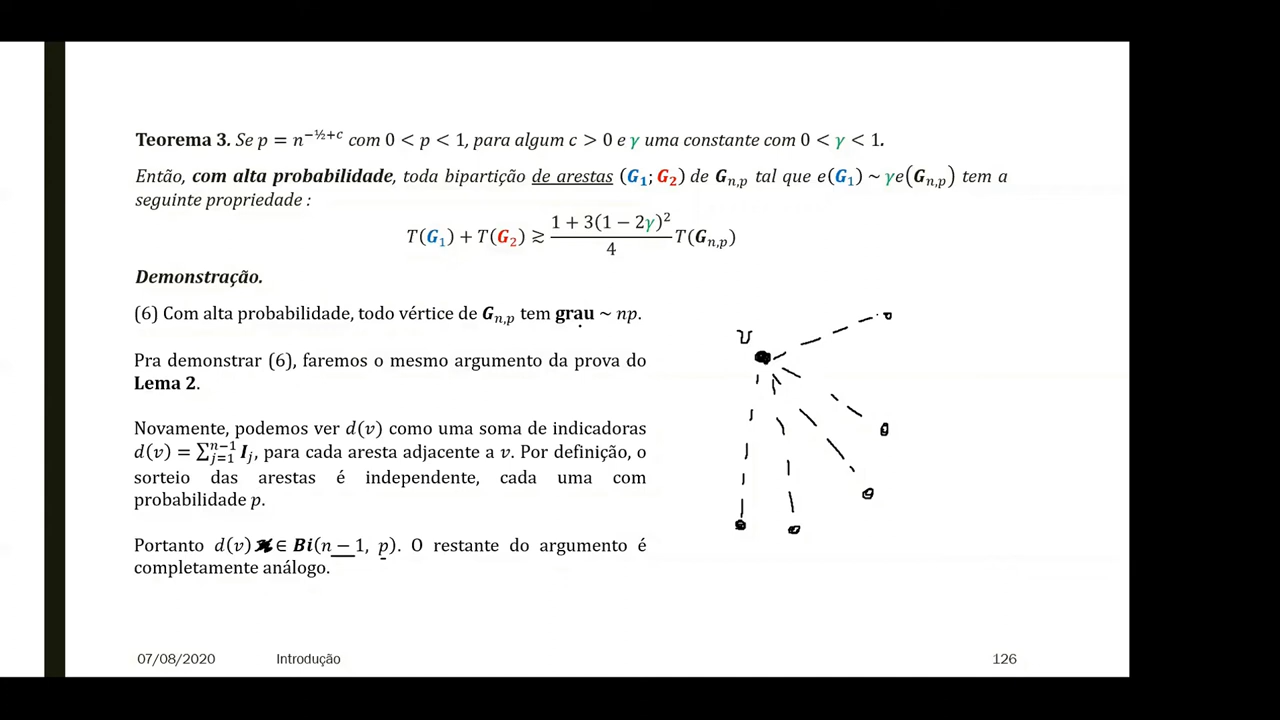 Teorema 3. Se p = n^{−½+c} com 0 < p < 1, para algum c > 0 e γ uma constante com 0 < γ < 1.
Então, com alta probabilidade, toda bipartição de arestas (G₁; G₂) de G_{n,p} tal que e(G₁) ~ γe(G_{n,p}) tem a
seguinte propriedade :
T(G₁) + T(G₂) ≳ \frac{1 + 3(1 − 2γ)²}{4} T(G_{n,p})
Demonstração.
(6) Com alta probabilidade, todo vértice de G_{n,p} tem grau ~ np.
Pra demonstrar (6), faremos o mesmo argumento da prova do
Lema 2.
Novamente, podemos ver d(v) como uma soma de indicadoras
d(v) = ∑_{j=1}^{n−1} I_j, para cada aresta adjacente a v. Por definição, o
sorteio das arestas é independente, cada uma com
probabilidade p.
Portanto d(v) ∈ Bi(n − 1, p). O restante do argumento é
completamente análogo.
v
07/08/2020 Introdução 126